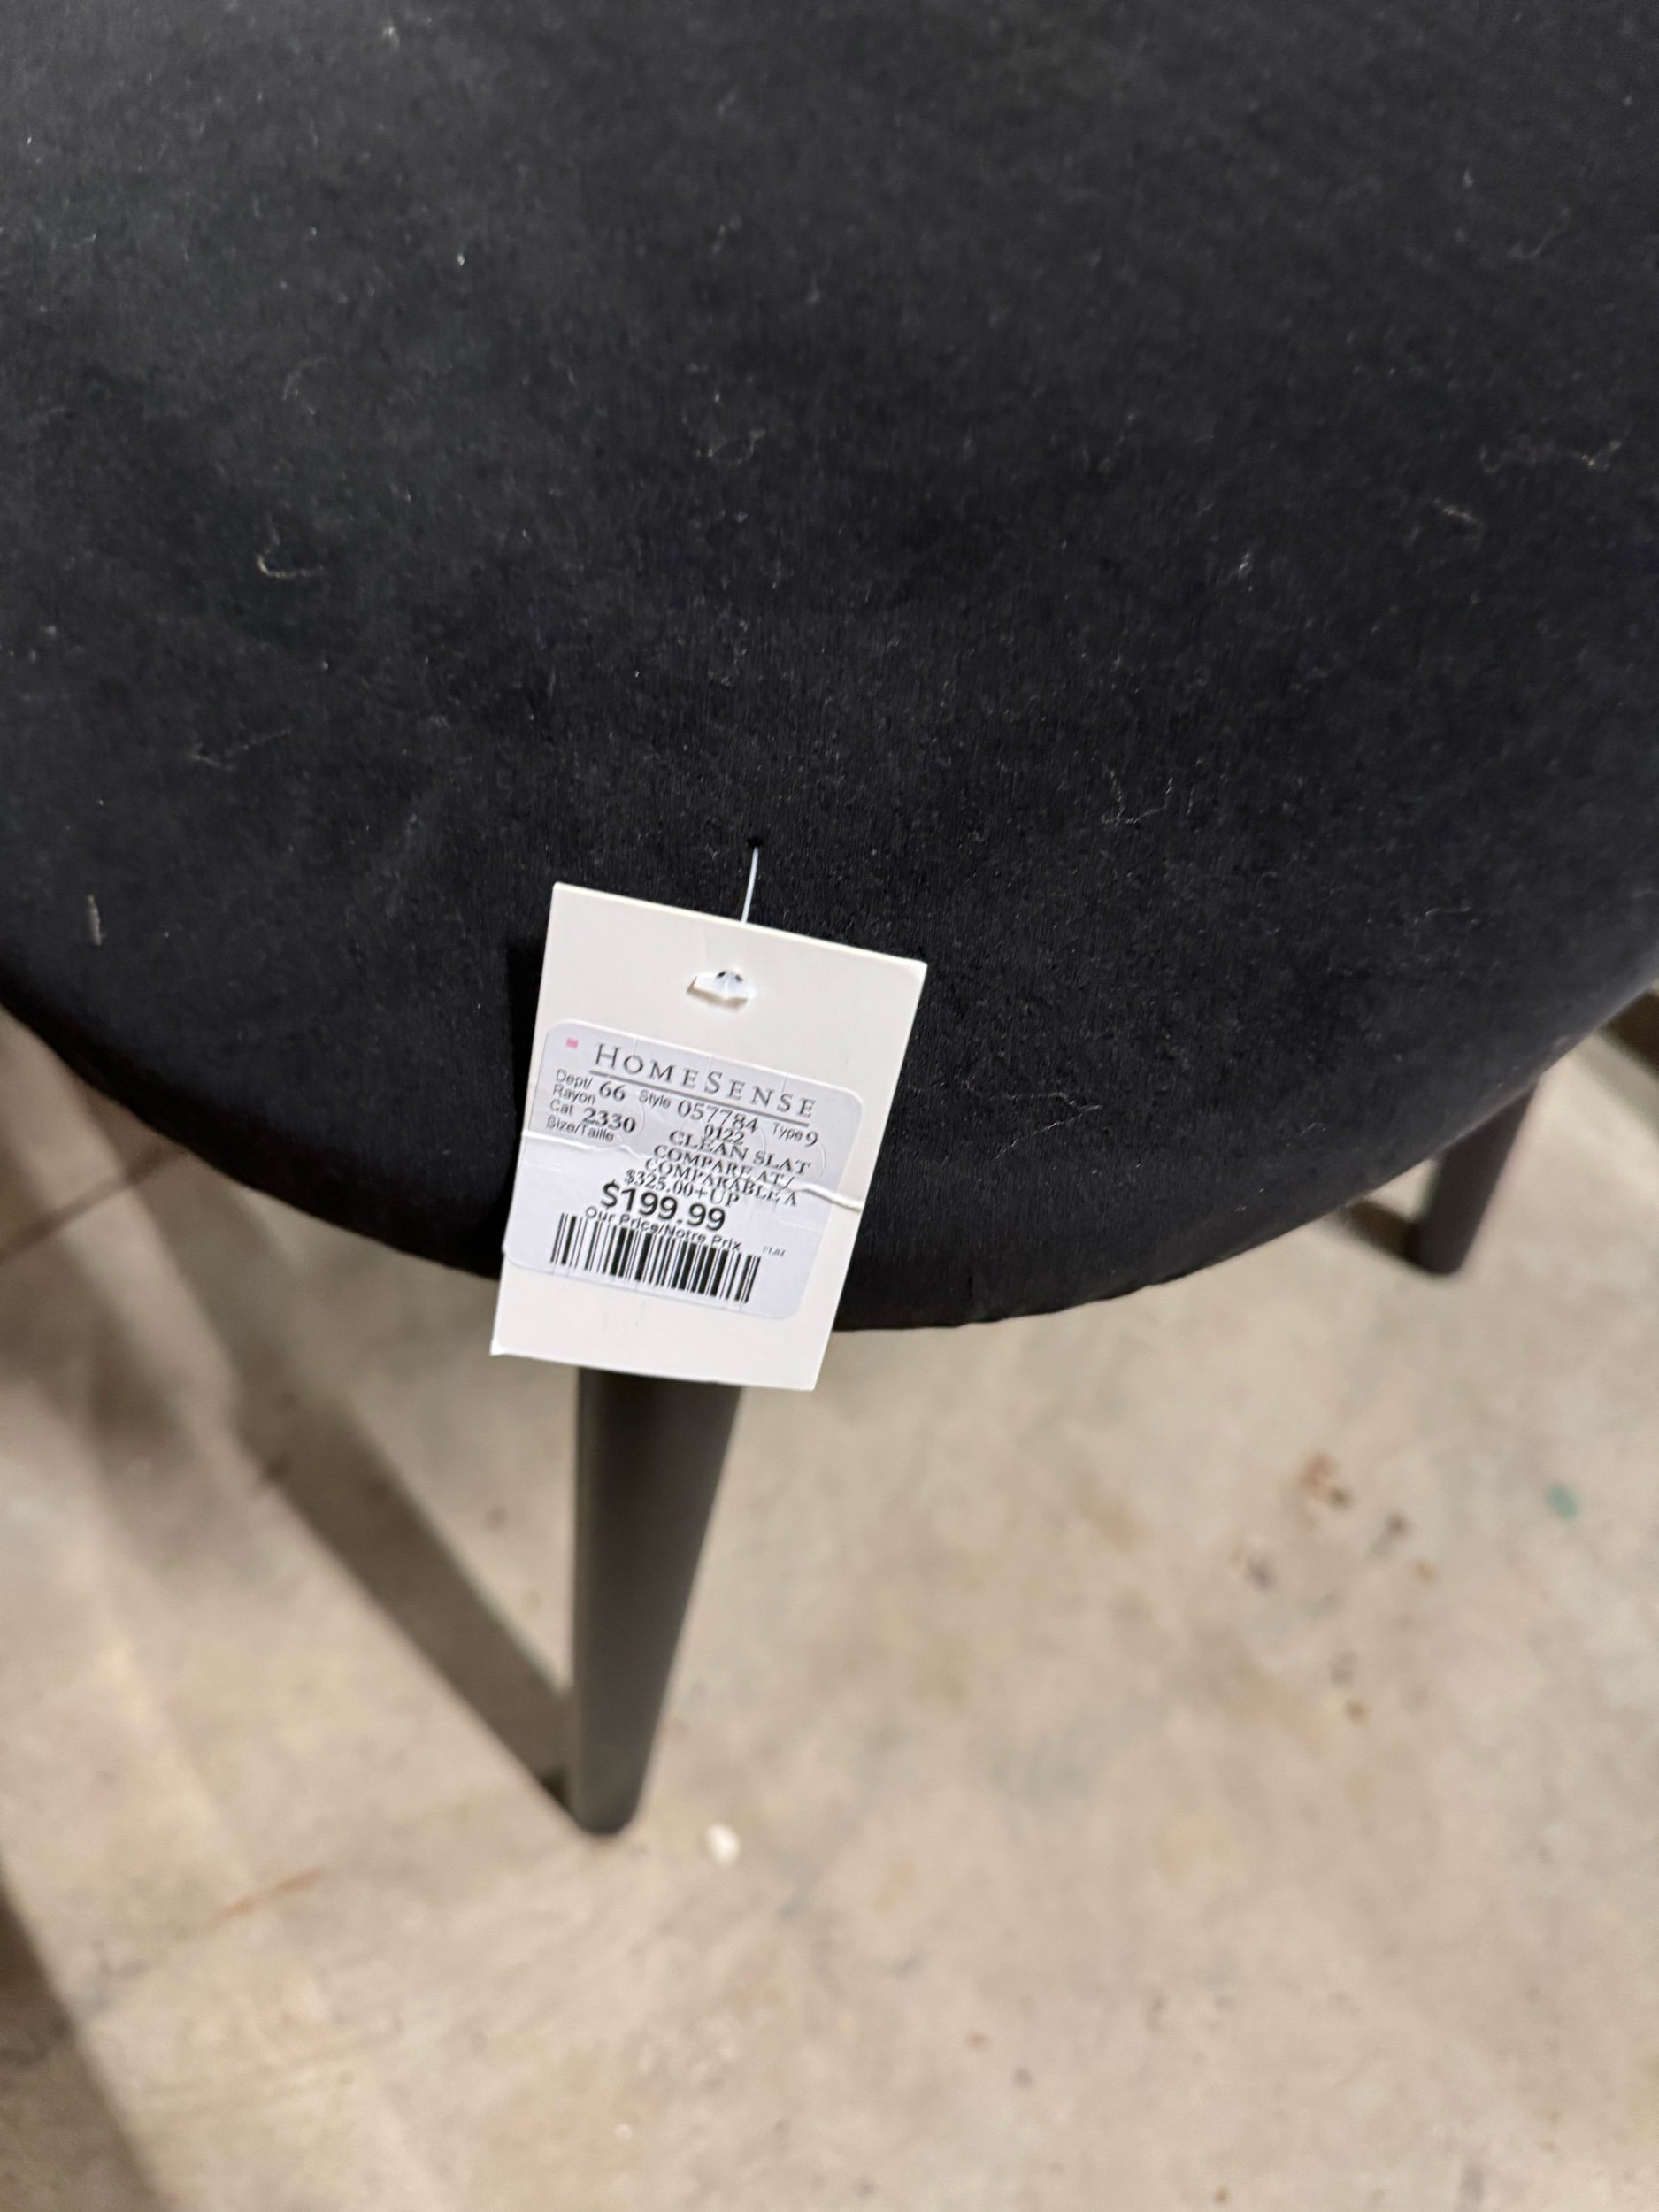 HOMESENSE
Dept/ 66 Style 057784 Type 9
Rayon
Cat 2330 0122
Size/Taille CLEAN SLAT
COMPARE AT/
COMPARABLE A
$325.00+UP
$199.99
Our Price/Notre Prix